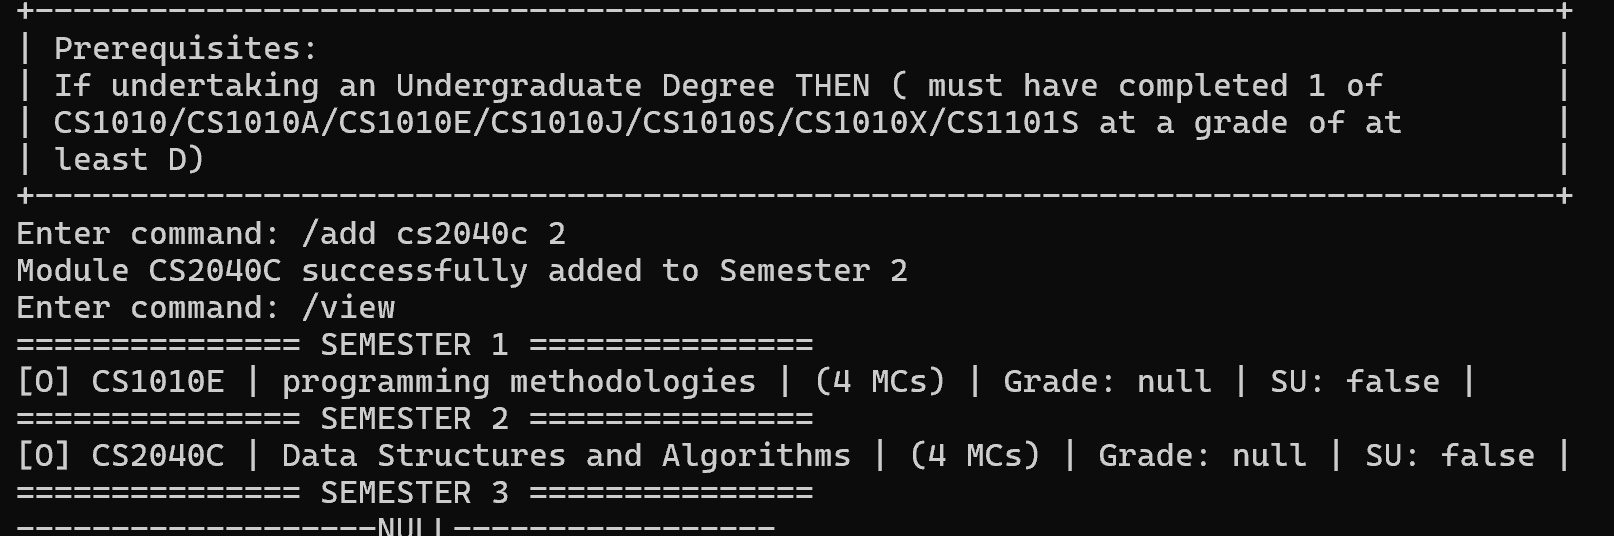 +--------------------------------------------------------------------------------+
| Prerequisites: |
| If undertaking an Undergraduate Degree THEN ( must have completed 1 of |
| CS1010/CS1010A/CS1010E/CS1010J/CS1010S/CS1010X/CS1101S at a grade of at |
| least D) |
+--------------------------------------------------------------------------------+
Enter command: /add cs2040c 2
Module CS2040C successfully added to Semester 2
Enter command: /view
=============== SEMESTER 1 ===============
[O] CS1010E | programming methodologies | (4 MCs) | Grade: null | SU: false |
=============== SEMESTER 2 ===============
[O] CS2040C | Data Structures and Algorithms | (4 MCs) | Grade: null | SU: false |
=============== SEMESTER 3 ===============
-------------------NULL-----------------